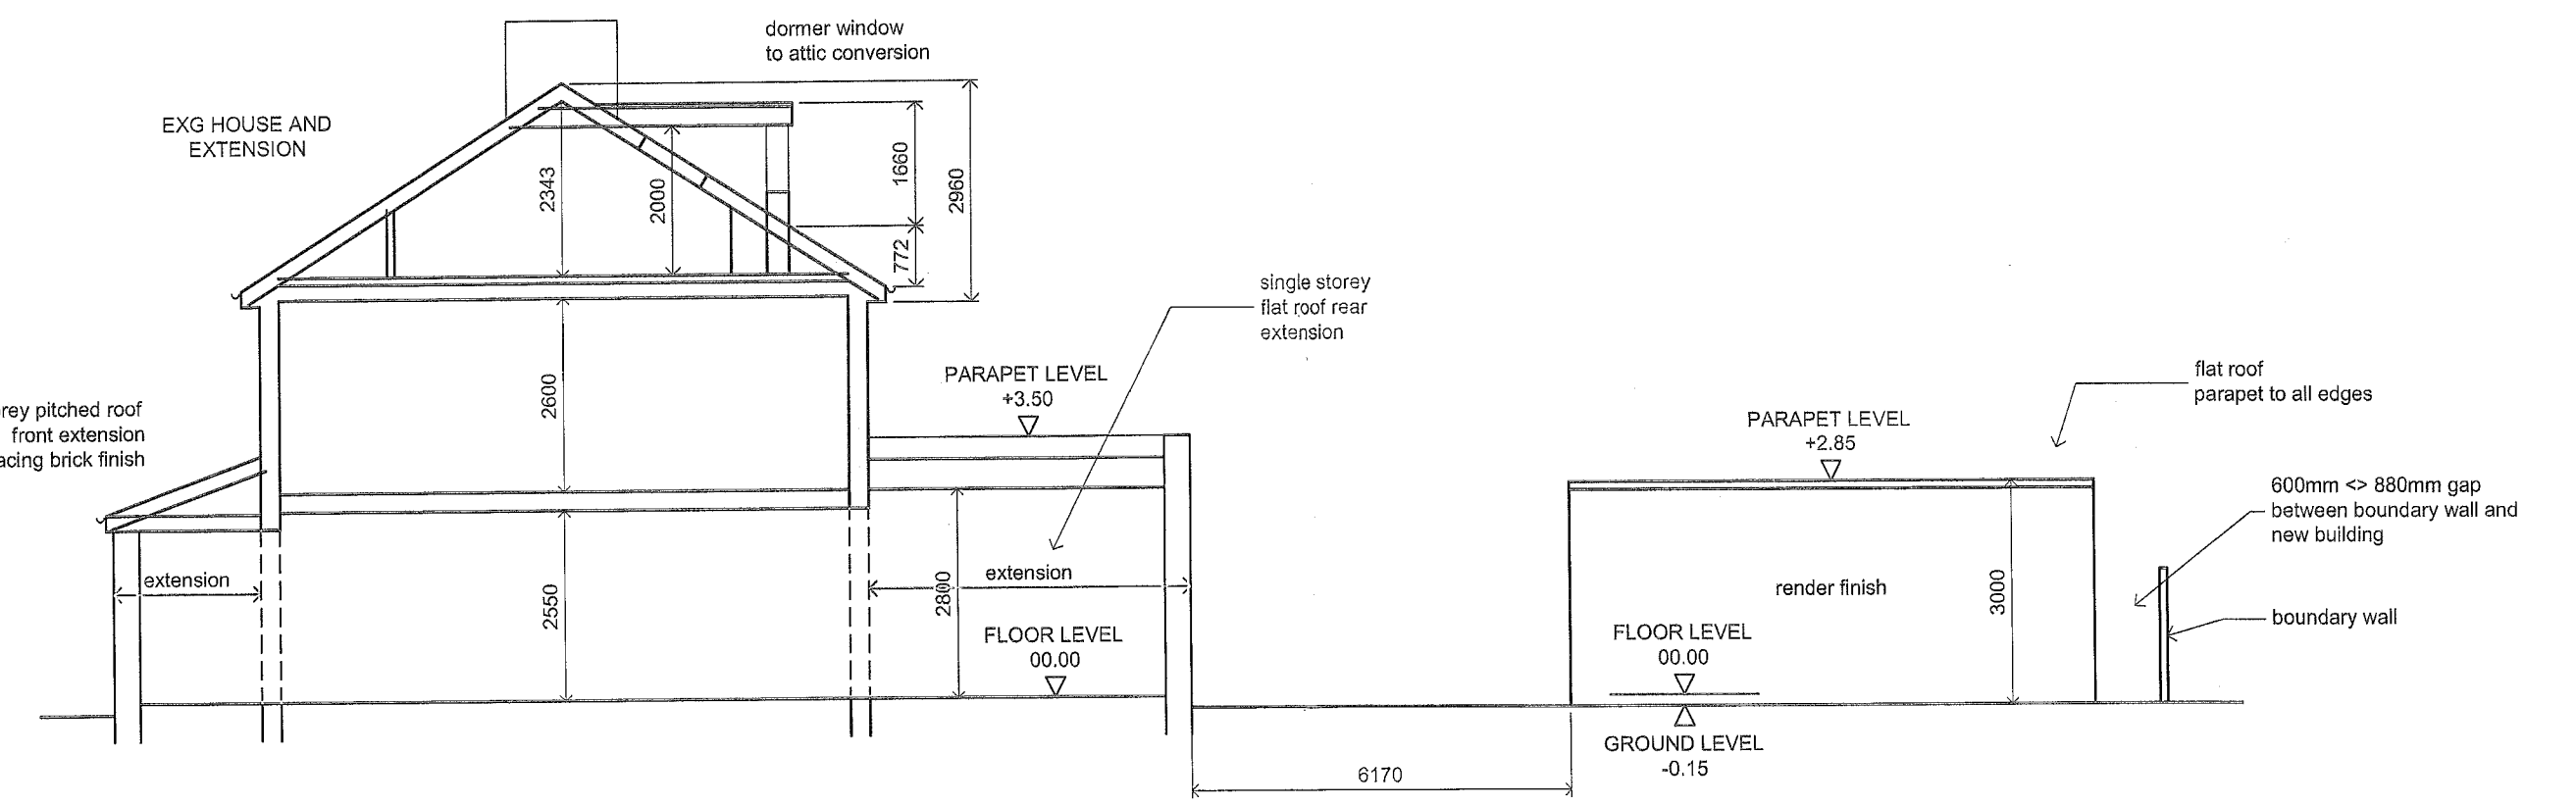 dormer window
to attic conversion
EXG HOUSE AND
EXTENSION
2343
2000
1660
772
2960
single storey
flat roof rear
extension
rey pitched roof
front extension
acing brick finish
2600
PARAPET LEVEL
+3.50
flat roof
parapet to all edges
PARAPET LEVEL
+2.85
600mm <> 880mm gap
between boundary wall and
new building
extension
2550
2800
extension
render finish
3000
boundary wall
FLOOR LEVEL
00.00
FLOOR LEVEL
00.00
GROUND LEVEL
-0.15
6170